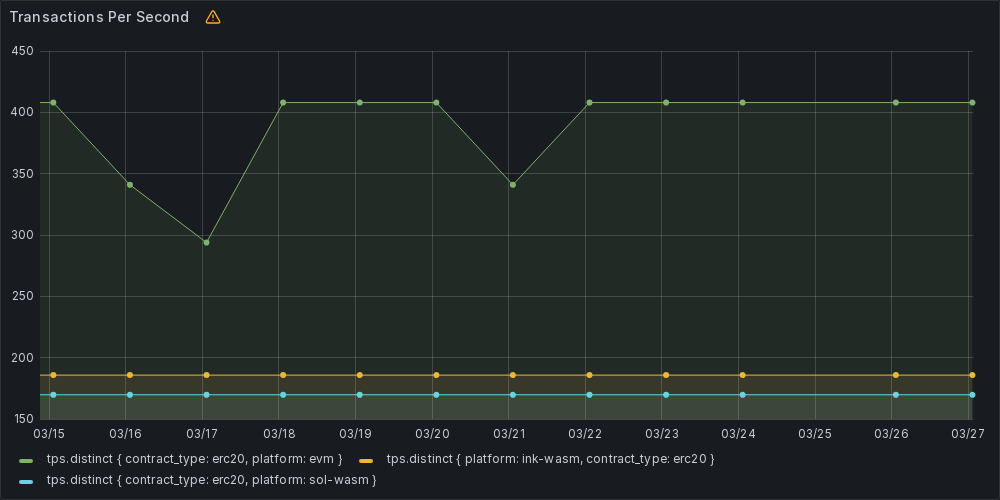 Transactions Per Second
450
400
350
300
250
200
150
03/15 03/16 03/17 03/18 03/19 03/20 03/21 03/22 03/23 03/24 03/25 03/26 03/27
tps.distinct { contract_type: erc20, platform: evm } tps.distinct { platform: ink-wasm, contract_type: erc20 }
tps.distinct { contract_type: erc20, platform: sol-wasm }